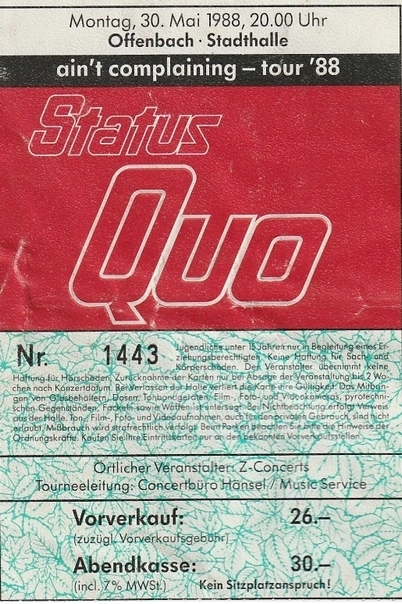 Montag, 30. Mai 1988, 20.00 Uhr
Offenbach · Stadthalle
ain't complaining – tour '88
Status
Quo
Nr. 1443
Jugendliche unter 15 Jahren nur in Begleitung eines Er-
ziehungsberechtigten. Keine Haftung für Sach- und
Körperschäden. Der Veranstalter übernimmt keine
Haftung für Hörschäden. Zurücknahme der Karten nur bei Absage der Veranstaltung bis 2 Wo-
chen nach Konzertdatum. Bei Verlassen der Halle verliert die Karte ihre Gültigkeit. Das Mitbrin-
gen von Glasbehältern, Dosen, Tonbandgeräten, Film-, Foto- und Videokameras, pyrotechni-
schen Gegenständen, Fackeln sowie Waffen ist untersagt. Bei Nichtbeachtung erfolgt Verweis
aus der Halle. Ton-, Film-, Foto- und Videoaufnahmen, auch für den privaten Gebrauch, sind nicht
erlaubt. Mißbrauch wird strafrechtlich verfolgt. Beim Parken beachten Sie bitte die Hinweise der
Ordnungskräfte. Kaufen Sie Ihre Eintrittskarten nur an den bekannten Vorverkaufsstellen.
Örtlicher Veranstalter: Z-Concerts
Tourneeleitung: Concertbüro Hänsel / Music Service
Vorverkauf: 26.–
(zuzügl. Vorverkaufsgebühr)
Abendkasse: 30.–
(incl. 7% MWSt.) Kein Sitzplatzanspruch!